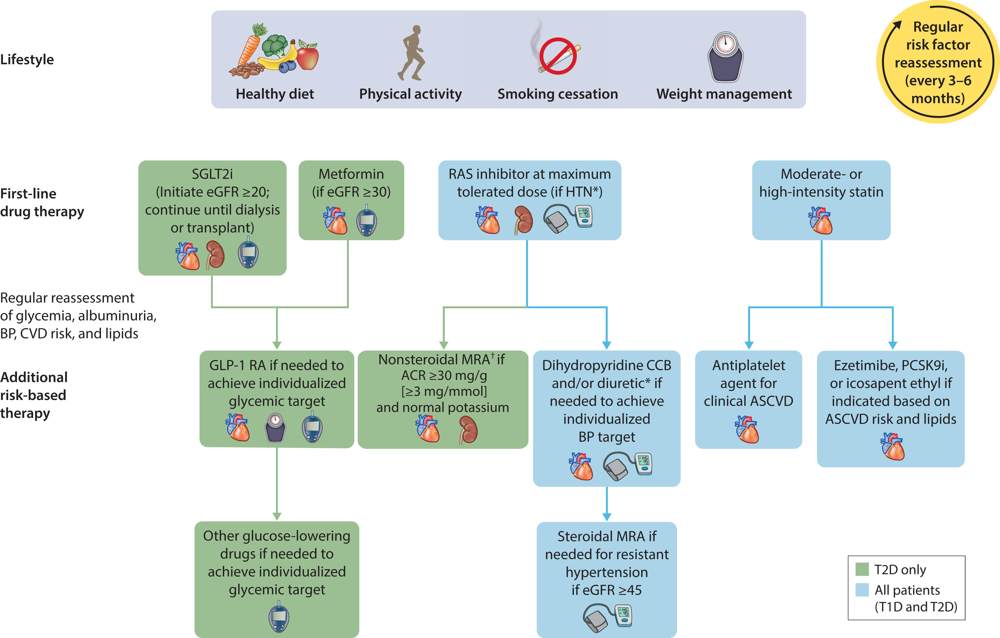 Lifestyle
Healthy diet
Physical activity
Smoking cessation
Weight management
Regular
risk factor
reassessment
(every 3–6
months)
First-line
drug therapy
SGLT2i
(Initiate eGFR ≥20;
continue until dialysis
or transplant)
Metformin
(if eGFR ≥30)
RAS inhibitor at maximum
tolerated dose (if HTN*)
Moderate- or
high-intensity statin
Regular reassessment
of glycemia, albuminuria,
BP, CVD risk, and lipids
Additional
risk-based
therapy
GLP-1 RA if needed to
achieve individualized
glycemic target
Nonsteroidal MRA† if
ACR ≥30 mg/g
[≥3 mg/mmol]
and normal potassium
Dihydropyridine CCB
and/or diuretic* if
needed to achieve
individualized
BP target
Antiplatelet
agent for
clinical ASCVD
Ezetimibe, PCSK9i,
or icosapent ethyl if
indicated based on
ASCVD risk and lipids
Other glucose-lowering
drugs if needed to
achieve individualized
glycemic target
Steroidal MRA if
needed for resistant
hypertension
if eGFR ≥45
T2D only
All patients
(T1D and T2D)